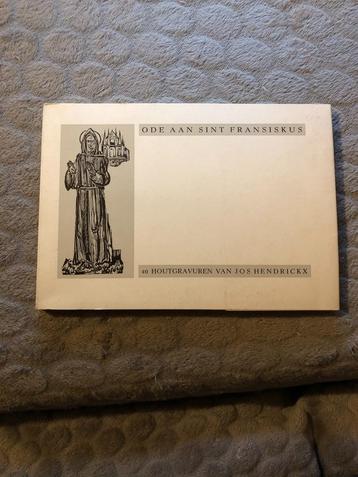 ODE AAN SINT FRANSISKUS
40 HOUTGRAVUREN VAN JOS HENDRICKX